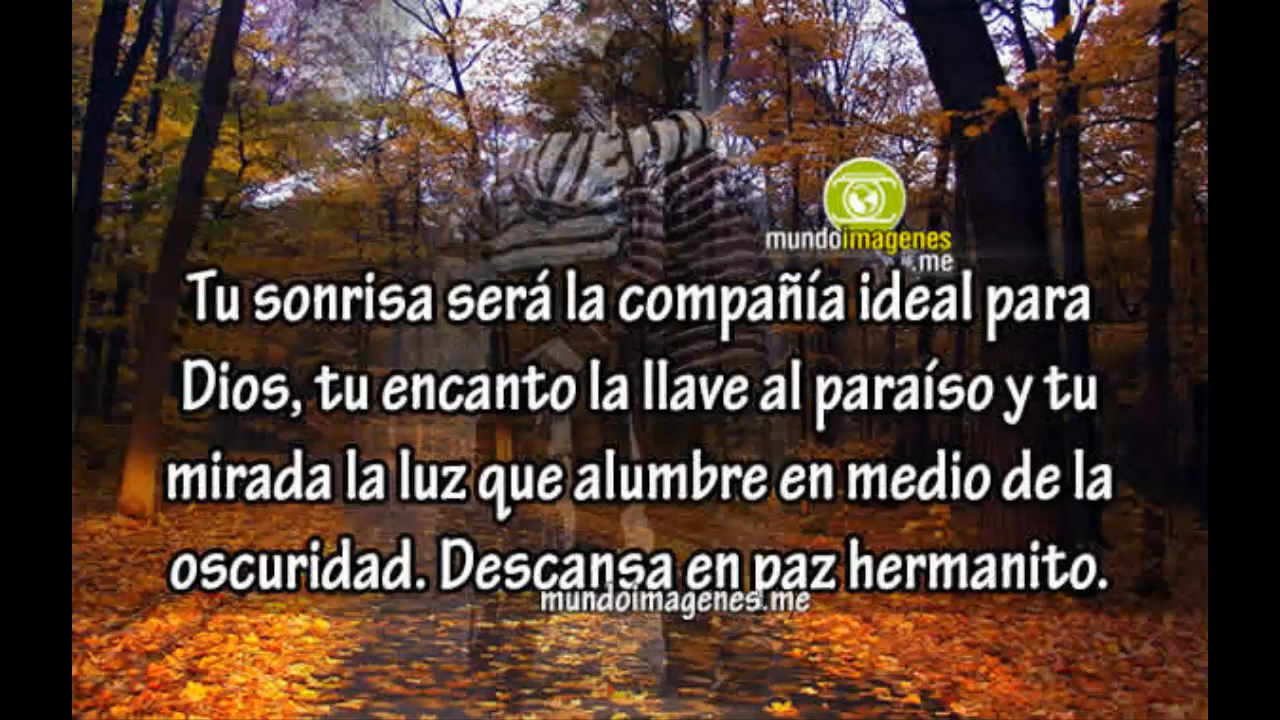 mundoimagenes
.me
Tu sonrisa será la compañía ideal para
Dios, tu encanto la llave al paraíso y tu
mirada la luz que alumbre en medio de la
oscuridad. Descansa en paz hermanito.
mundoimagenes.me